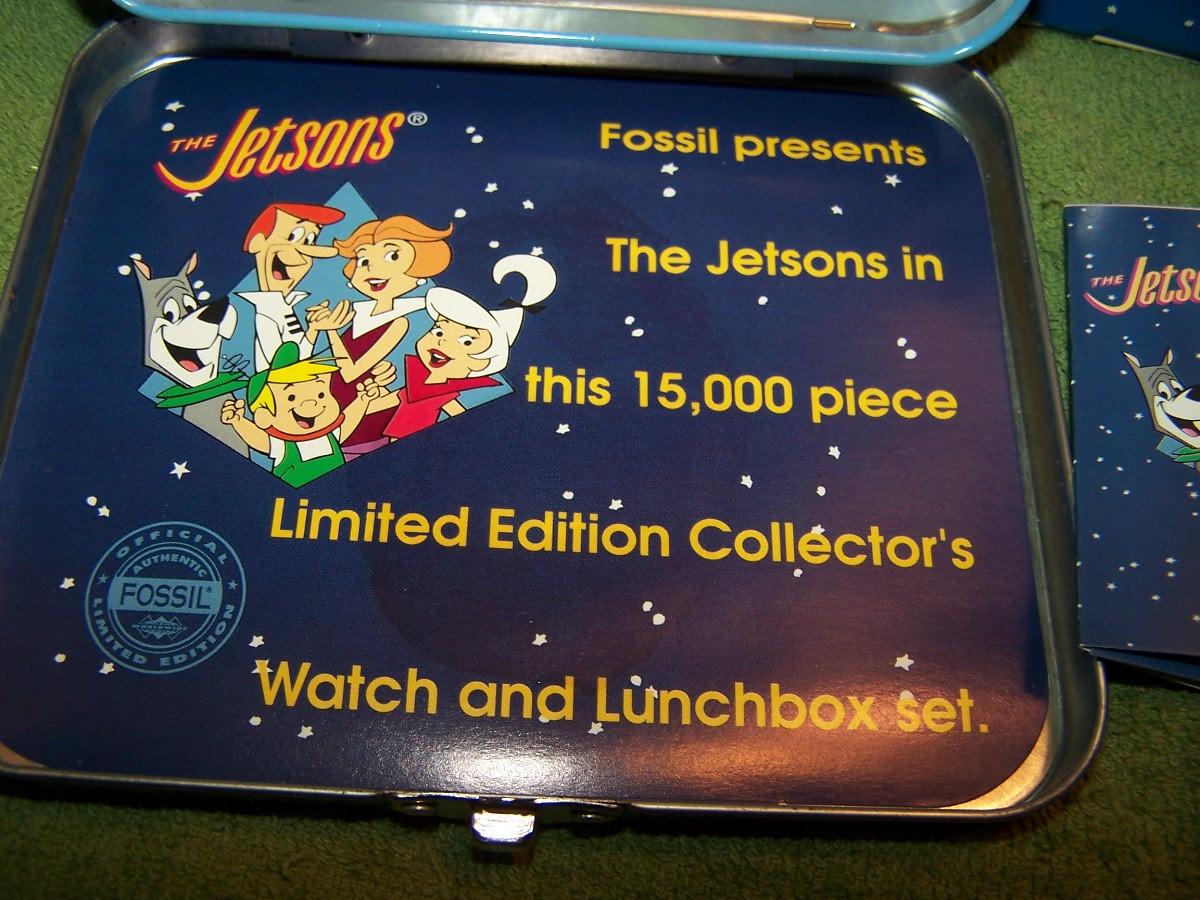 THE Jetsons®
Fossil presents
The Jetsons in
this 15,000 piece
Limited Edition Collector's
Watch and Lunchbox set.
OFFICIAL
AUTHENTIC
FOSSIL
LIMITED EDITION
THE